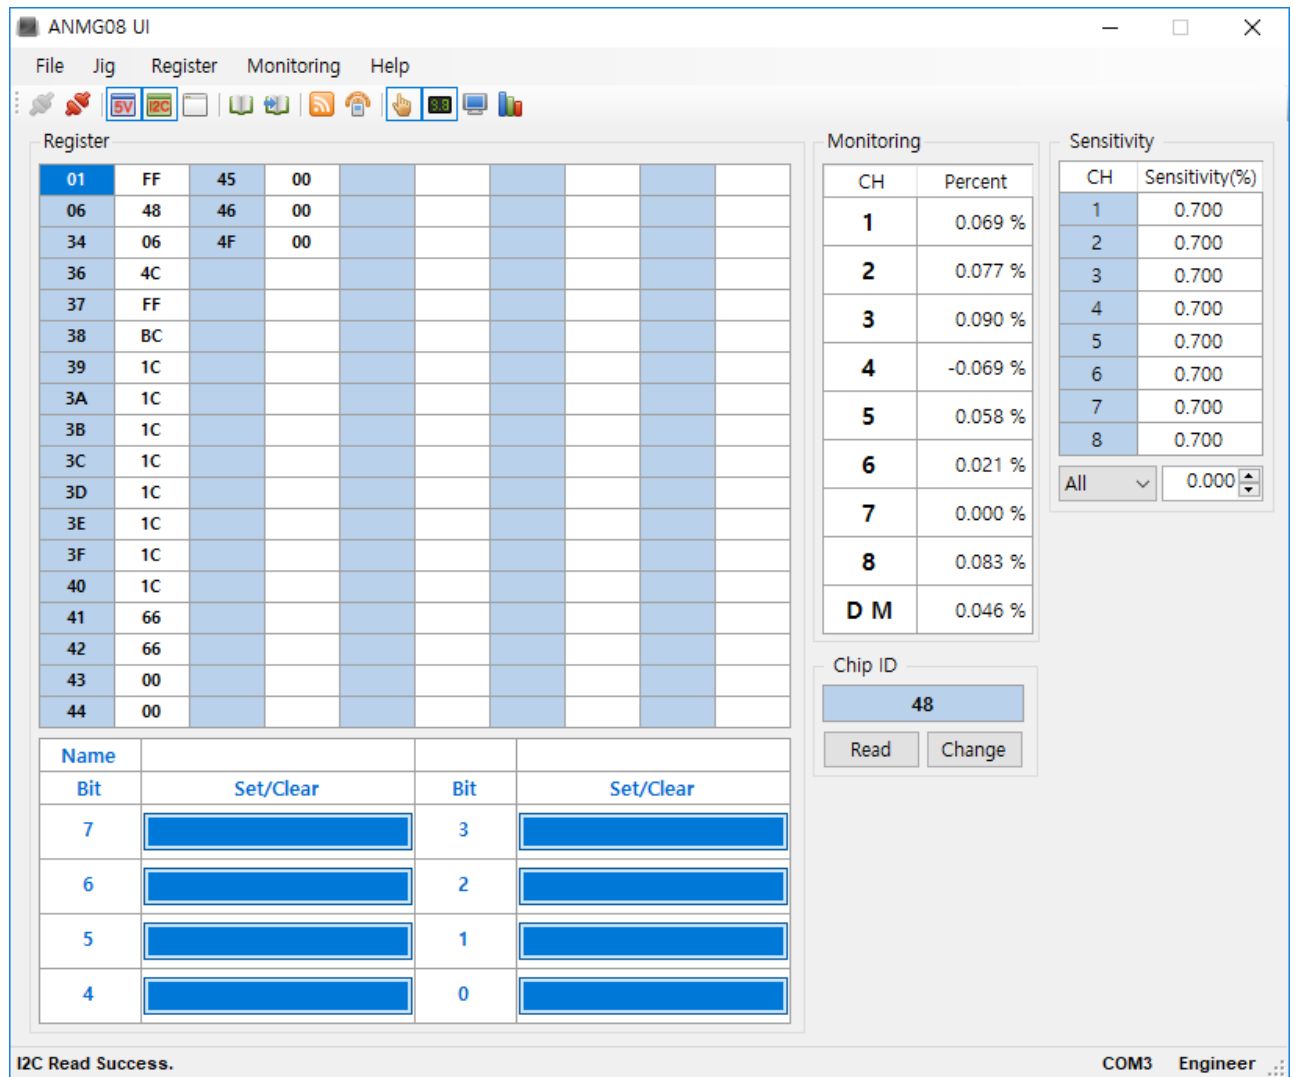 ANMG08 UI
File Jig Register Monitoring Help
5V I2C 9.8
Register
01 FF 45 00
06 48 46 00
34 06 4F 00
36 4C
37 FF
38 BC
39 1C
3A 1C
3B 1C
3C 1C
3D 1C
3E 1C
3F 1C
40 1C
41 66
42 66
43 00
44 00
Name
Bit Set/Clear Bit Set/Clear
7 3
6 2
5 1
4 0
Monitoring
CH Percent
1 0.069 %
2 0.077 %
3 0.090 %
4 -0.069 %
5 0.058 %
6 0.021 %
7 0.000 %
8 0.083 %
D M 0.046 %
Chip ID
48
Read Change
Sensitivity
CH Sensitivity(%)
1 0.700
2 0.700
3 0.700
4 0.700
5 0.700
6 0.700
7 0.700
8 0.700
All 0.000
I2C Read Success. COM3 Engineer